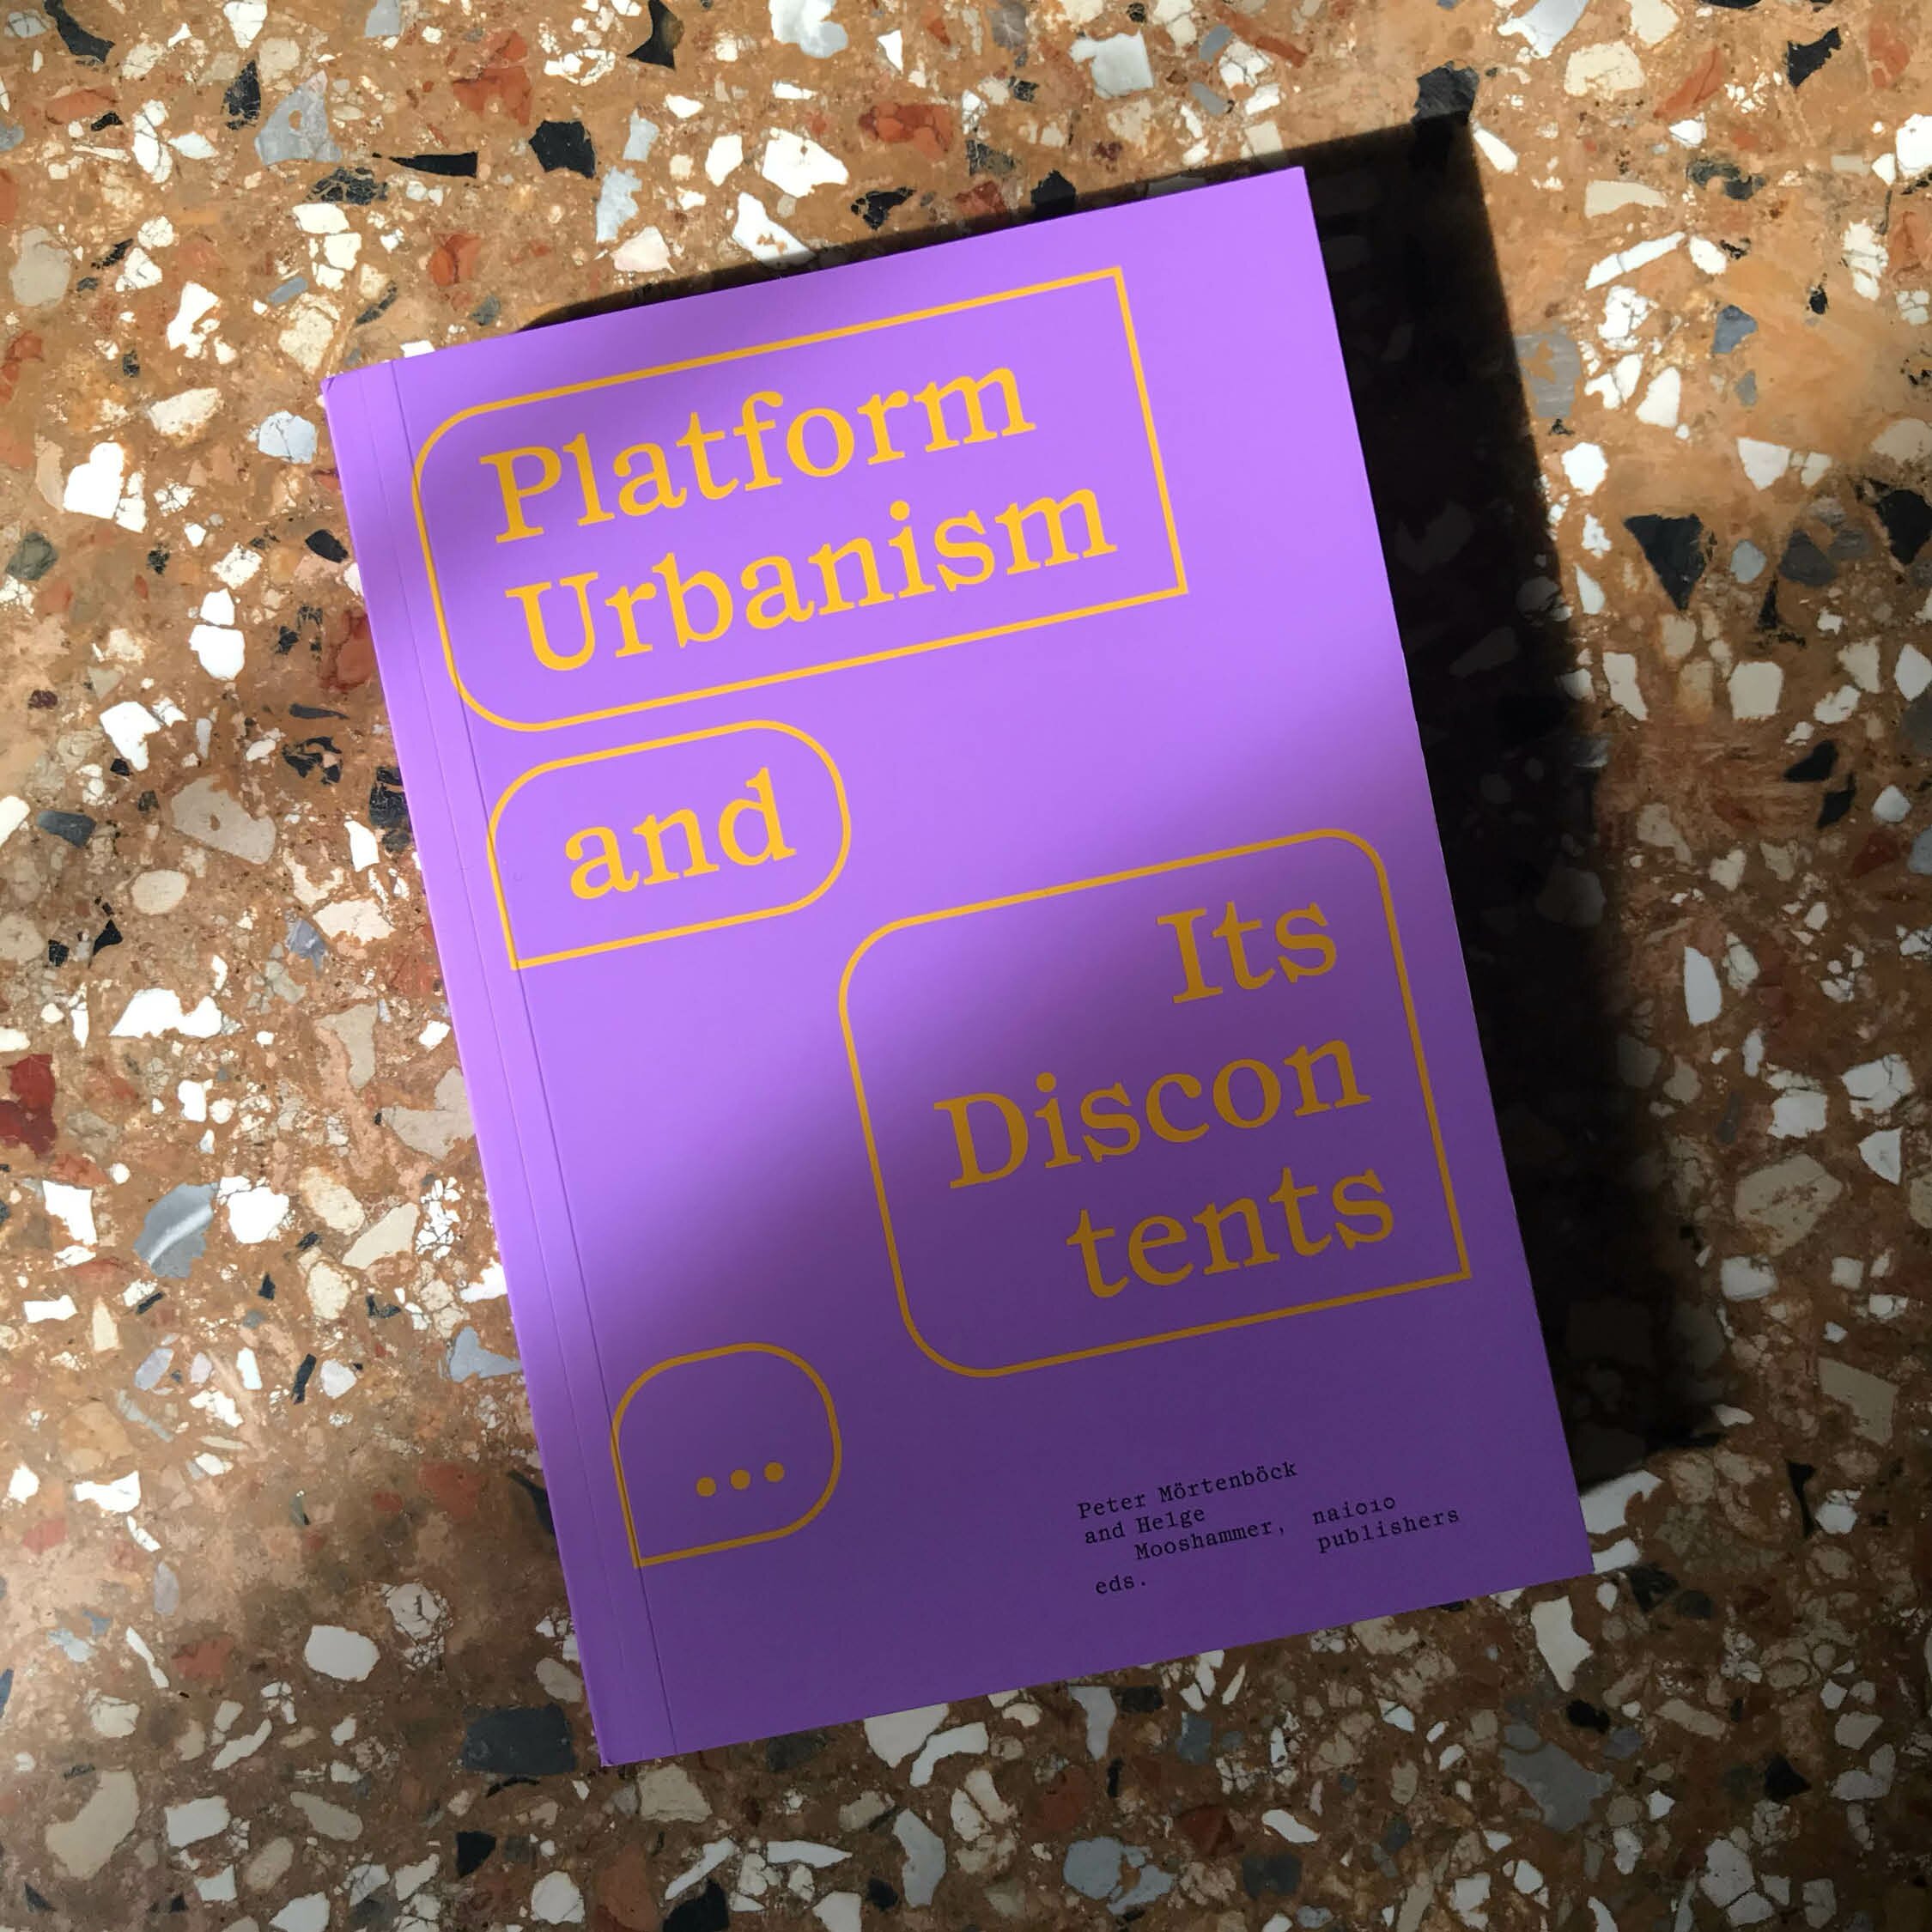 Platform
Urbanism
and
Its
Discon
tents
...
Peter Mörtenböck
and Helge
Mooshammer,
eds.
nai010
publishers